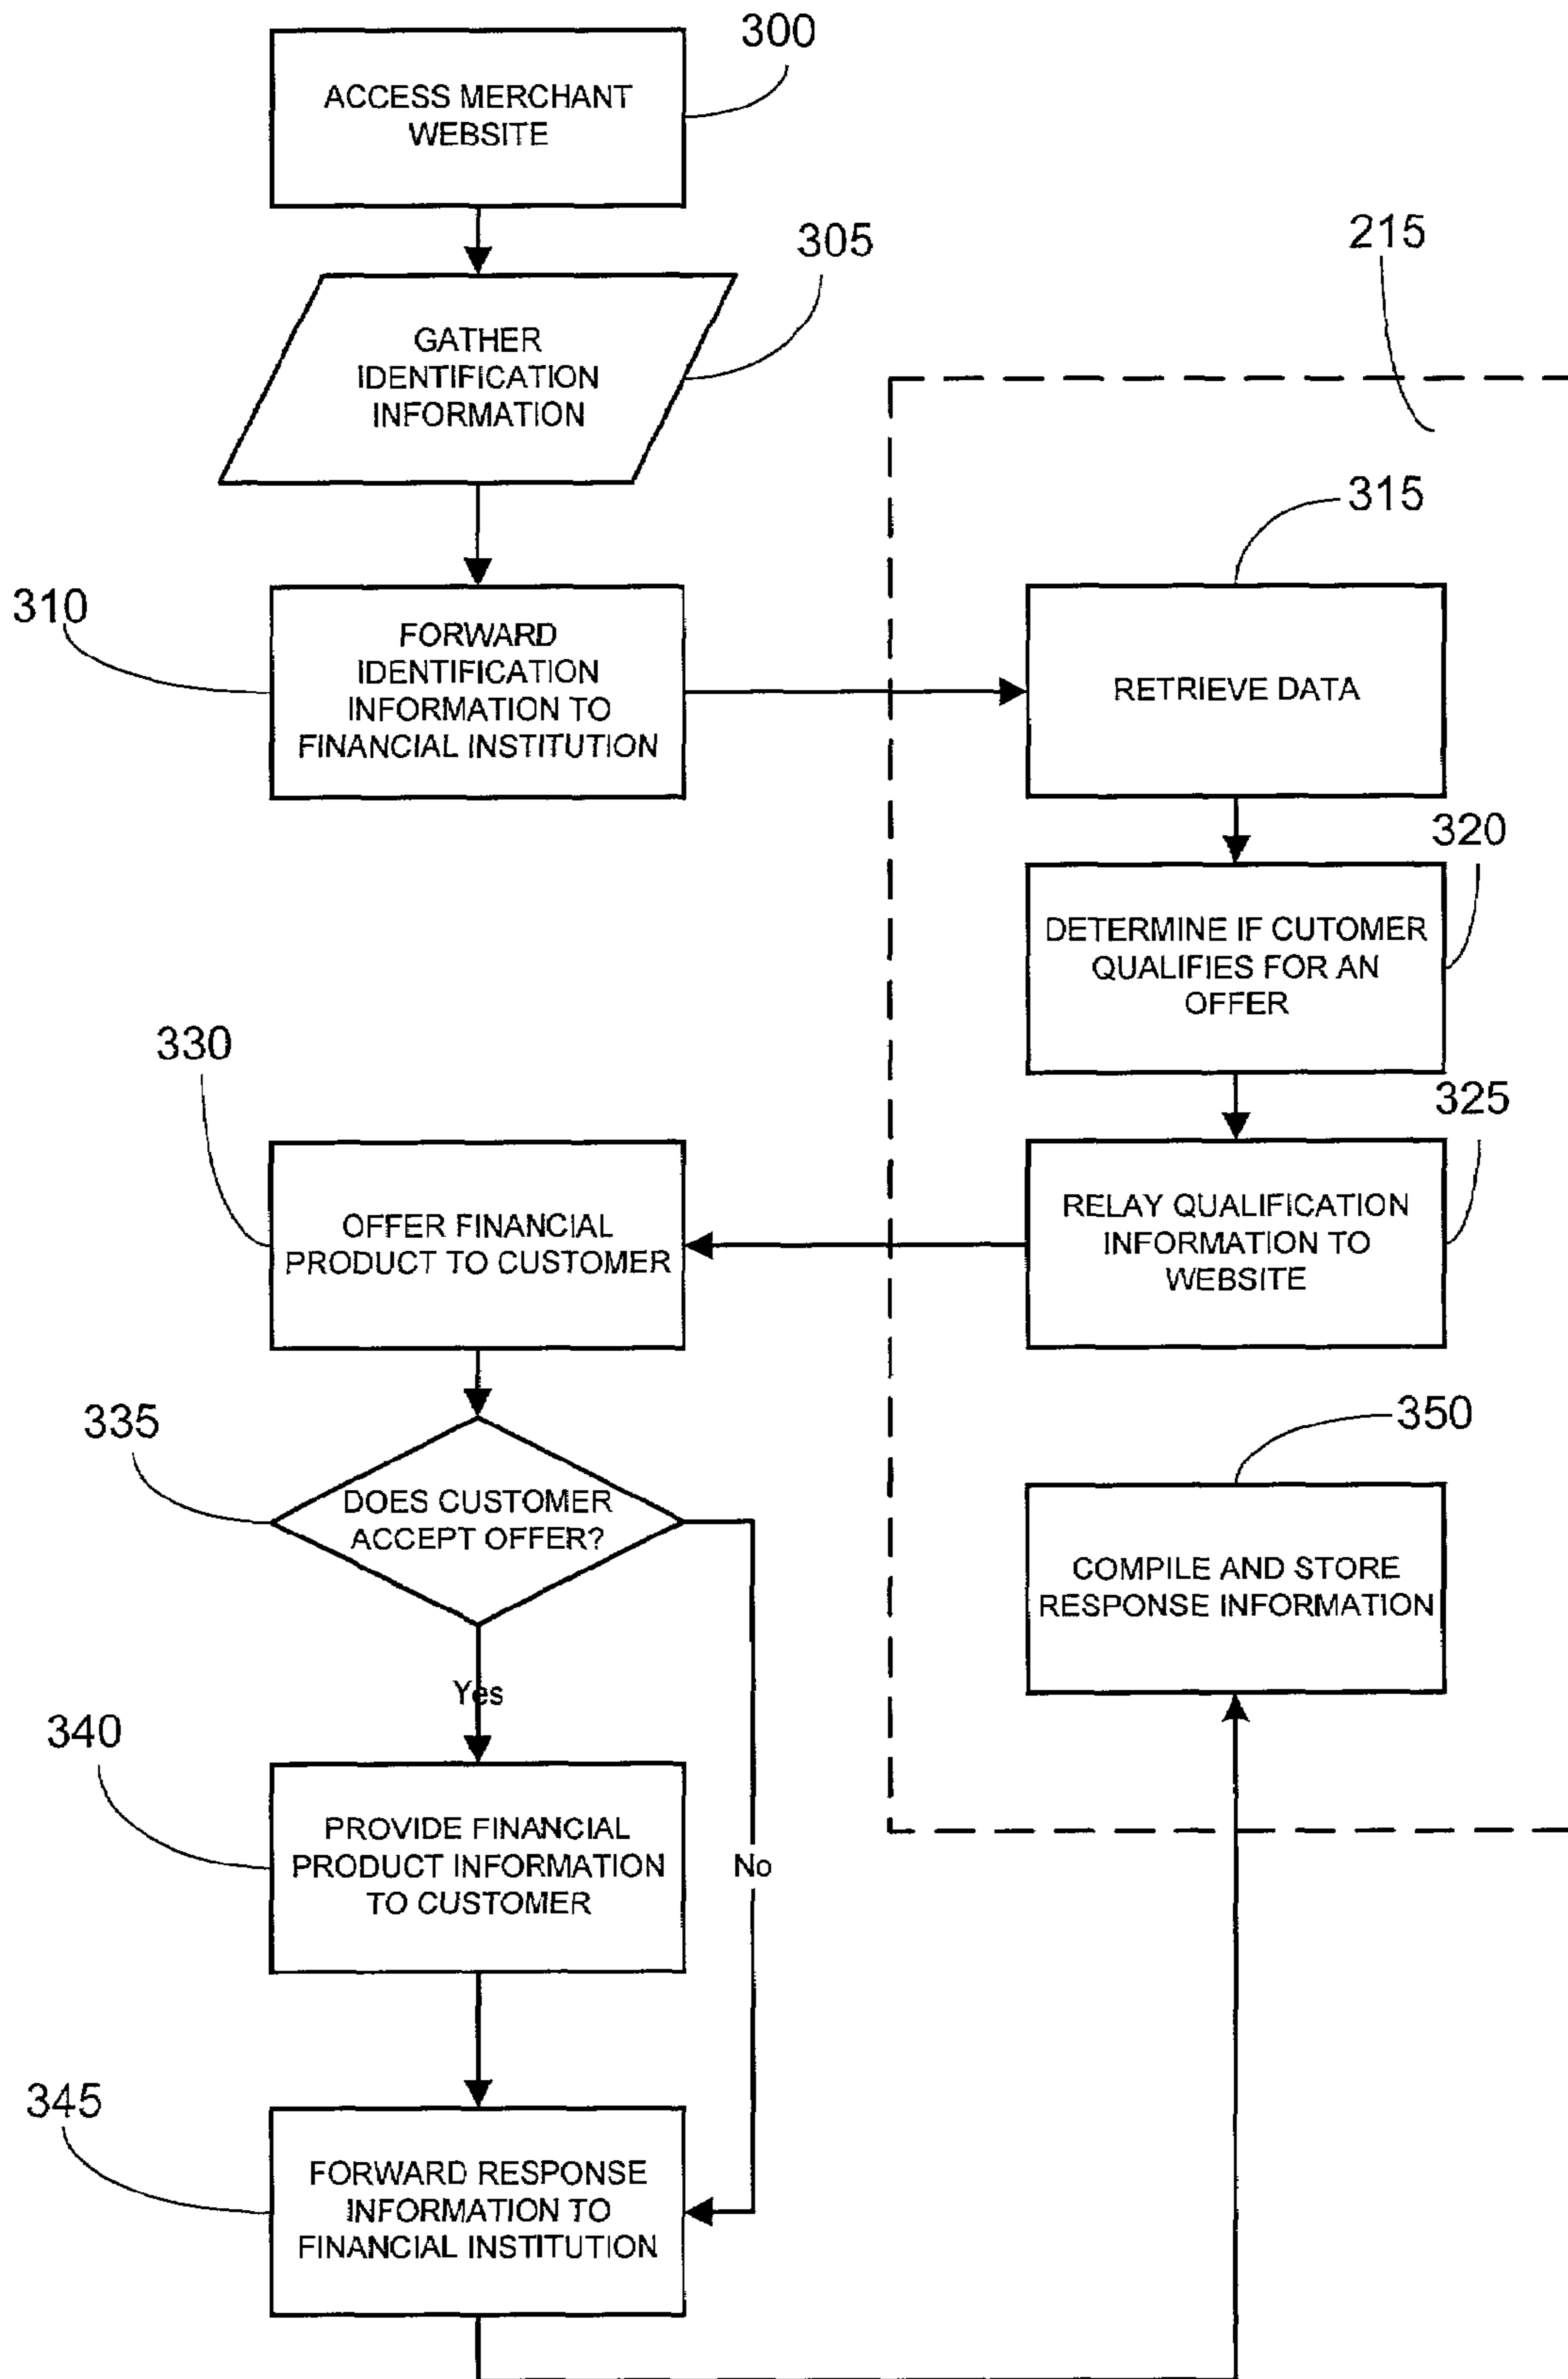 300
ACCESS MERCHANT
WEBSITE
305
GATHER
IDENTIFICATION
INFORMATION
215
310
FORWARD
IDENTIFICATION
INFORMATION TO
FINANCIAL INSTITUTION
315
RETRIEVE DATA
320
DETERMINE IF CUTOMER
QUALIFIES FOR AN
OFFER
325
RELAY QUALIFICATION
INFORMATION TO
WEBSITE
330
OFFER FINANCIAL
PRODUCT TO CUSTOMER
335
DOES CUSTOMER
ACCEPT OFFER?
Yes
No
340
PROVIDE FINANCIAL
PRODUCT INFORMATION
TO CUSTOMER
345
FORWARD RESPONSE
INFORMATION TO
FINANCIAL INSTITUTION
350
COMPILE AND STORE
RESPONSE INFORMATION